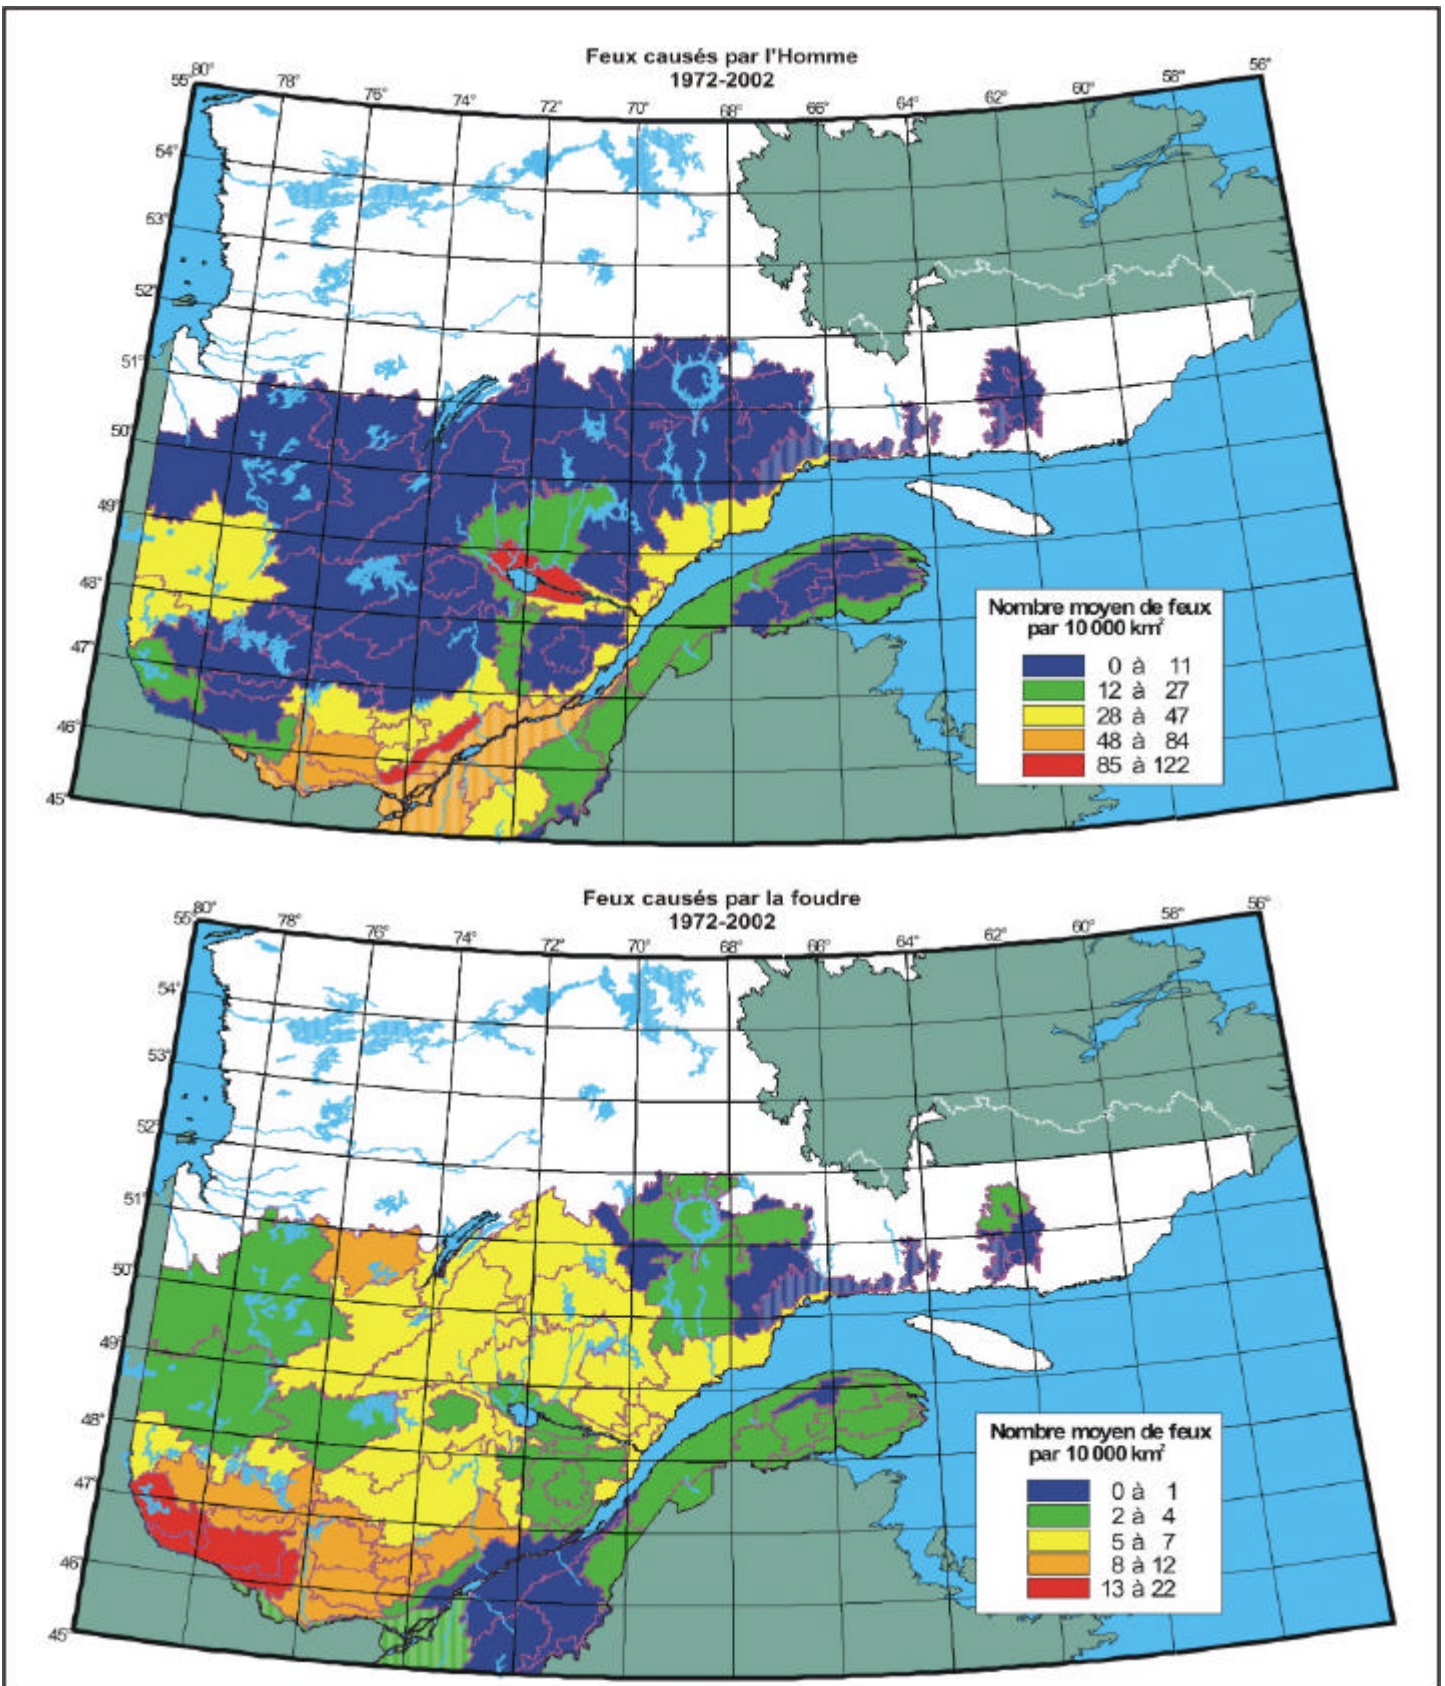 Feux causés par l'Homme
1972-2002
55° 80° 78° 76° 74° 72° 70° 68° 66° 64° 62° 60° 58° 56°
54°
53°
52°
51°
50°
49°
48°
47°
46°
45°
Nombre moyen de feux
par 10 000 km²
0 à 11
12 à 27
28 à 47
48 à 84
85 à 122
Feux causés par la foudre
1972-2002
55° 80° 78° 76° 74° 72° 70° 68° 66° 64° 62° 60° 58° 56°
54°
53°
52°
51°
50°
49°
48°
47°
46°
45°
Nombre moyen de feux
par 10 000 km²
0 à 1
2 à 4
5 à 7
8 à 12
13 à 22